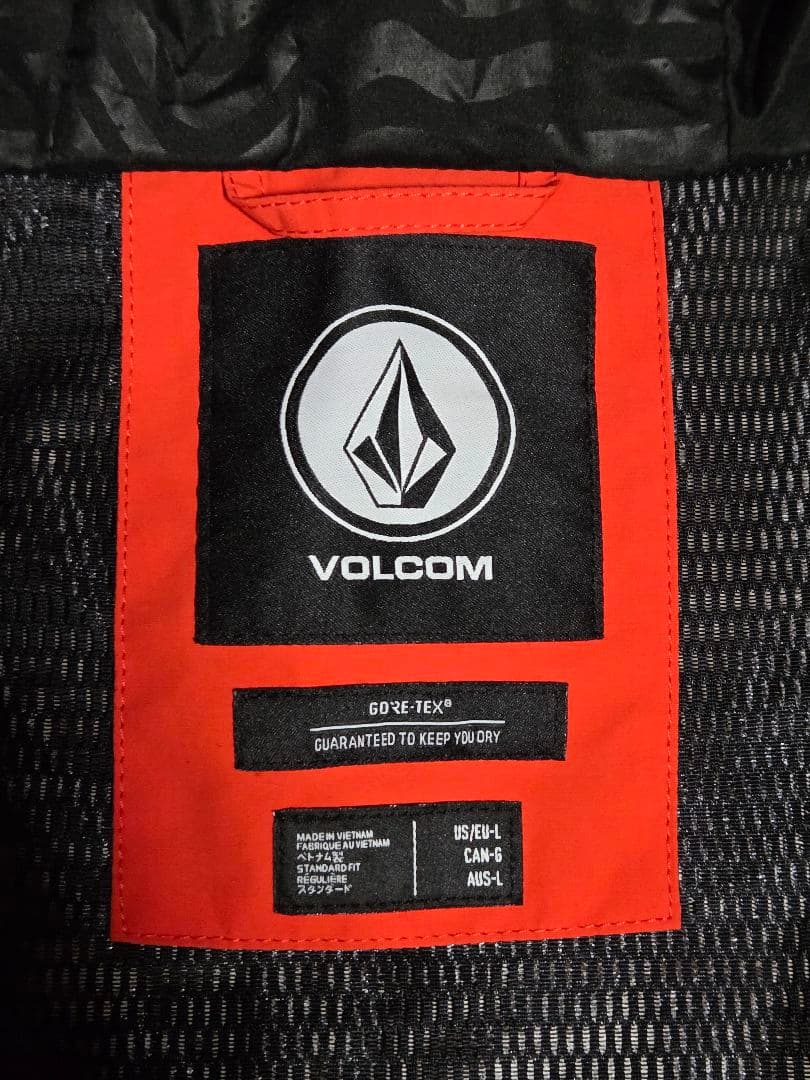 VOLCOM
GORE-TEX®
GUARANTEED TO KEEP YOU DRY
MADE IN VIETNAM
FABRIQUE AU VIETNAM
ベトナム製
STANDARD FIT
RÉGULIÈRE
スタンダード
US/EU-L
CAN-G
AUS-L